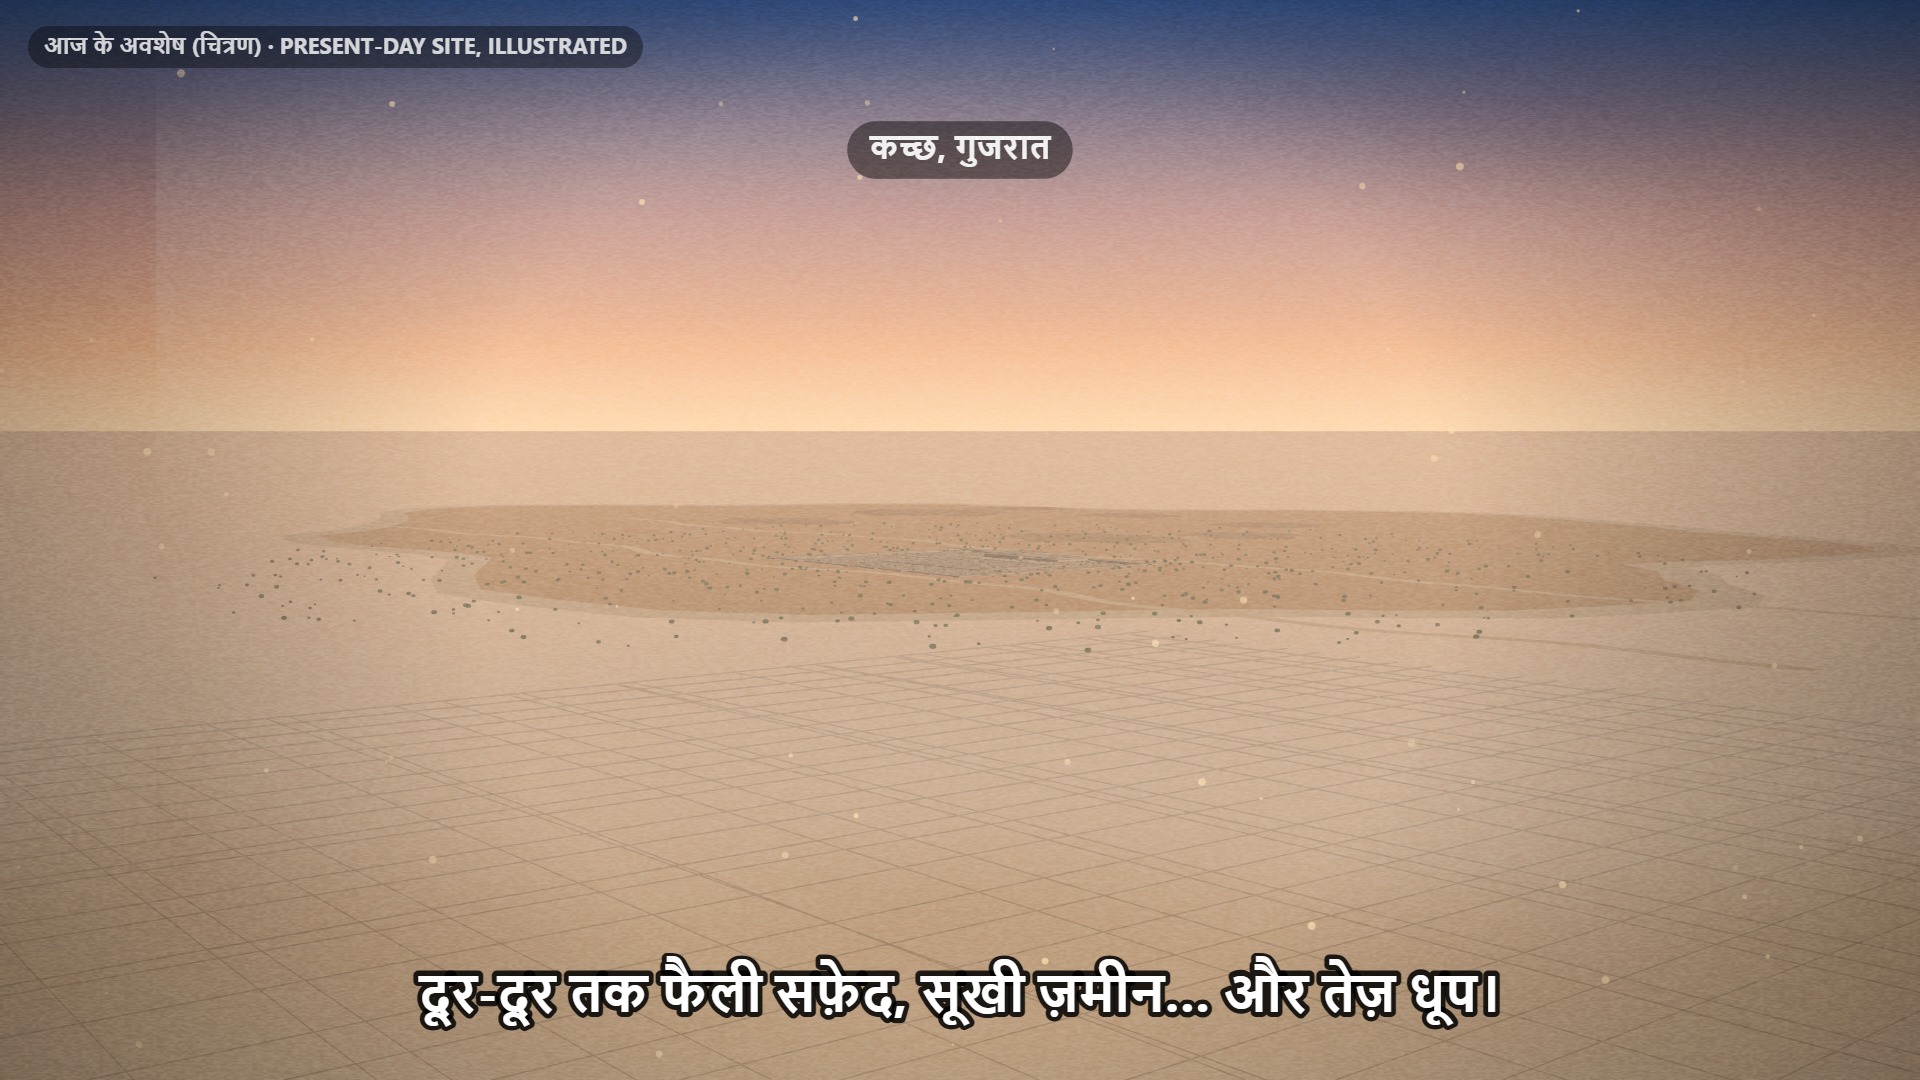 आज के अवशेष (चित्रण) · PRESENT-DAY SITE, ILLUSTRATED
कच्छ, गुजरात
दूर-दूर तक फैली सफ़ेद, सूखी ज़मीन... और तेज़ धूप।